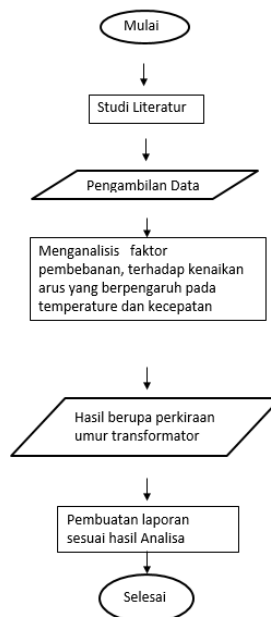 Mulai
Studi Literatur
Pengambilan Data
Menganalisis faktor
pembebanan, terhadap kenaikan
arus yang berpengaruh pada
temperature dan kecepatan
Hasil berupa perkiraan
umur transformator
Pembuatan laporan
sesuai hasil Analisa
Selesai